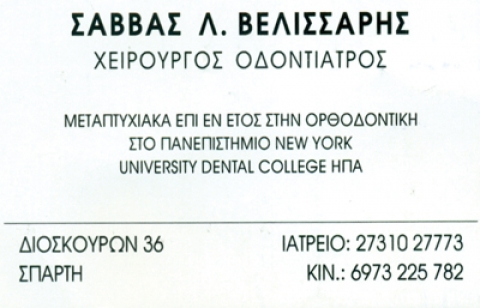 ΣΑΒΒΑΣ Λ. ΒΕΛΙΣΣΑΡΗΣ
ΧΕΙΡΟΥΡΓΟΣ ΟΔΟΝΤΙΑΤΡΟΣ
ΜΕΤΑΠΤΥΧΙΑΚΑ ΕΠΙ ΕΝ ΕΤΟΣ ΣΤΗΝ ΟΡΘΟΔΟΝΤΙΚΗ
ΣΤΟ ΠΑΝΕΠΙΣΤΗΜΙΟ NEW YORK
UNIVERSITY DENTAL COLLEGE ΗΠΑ
ΔΙΟΣΚΟΥΡΩΝ 36
ΣΠΑΡΤΗ
ΙΑΤΡΕΙΟ: 27310 27773
ΚΙΝ.: 6973 225 782